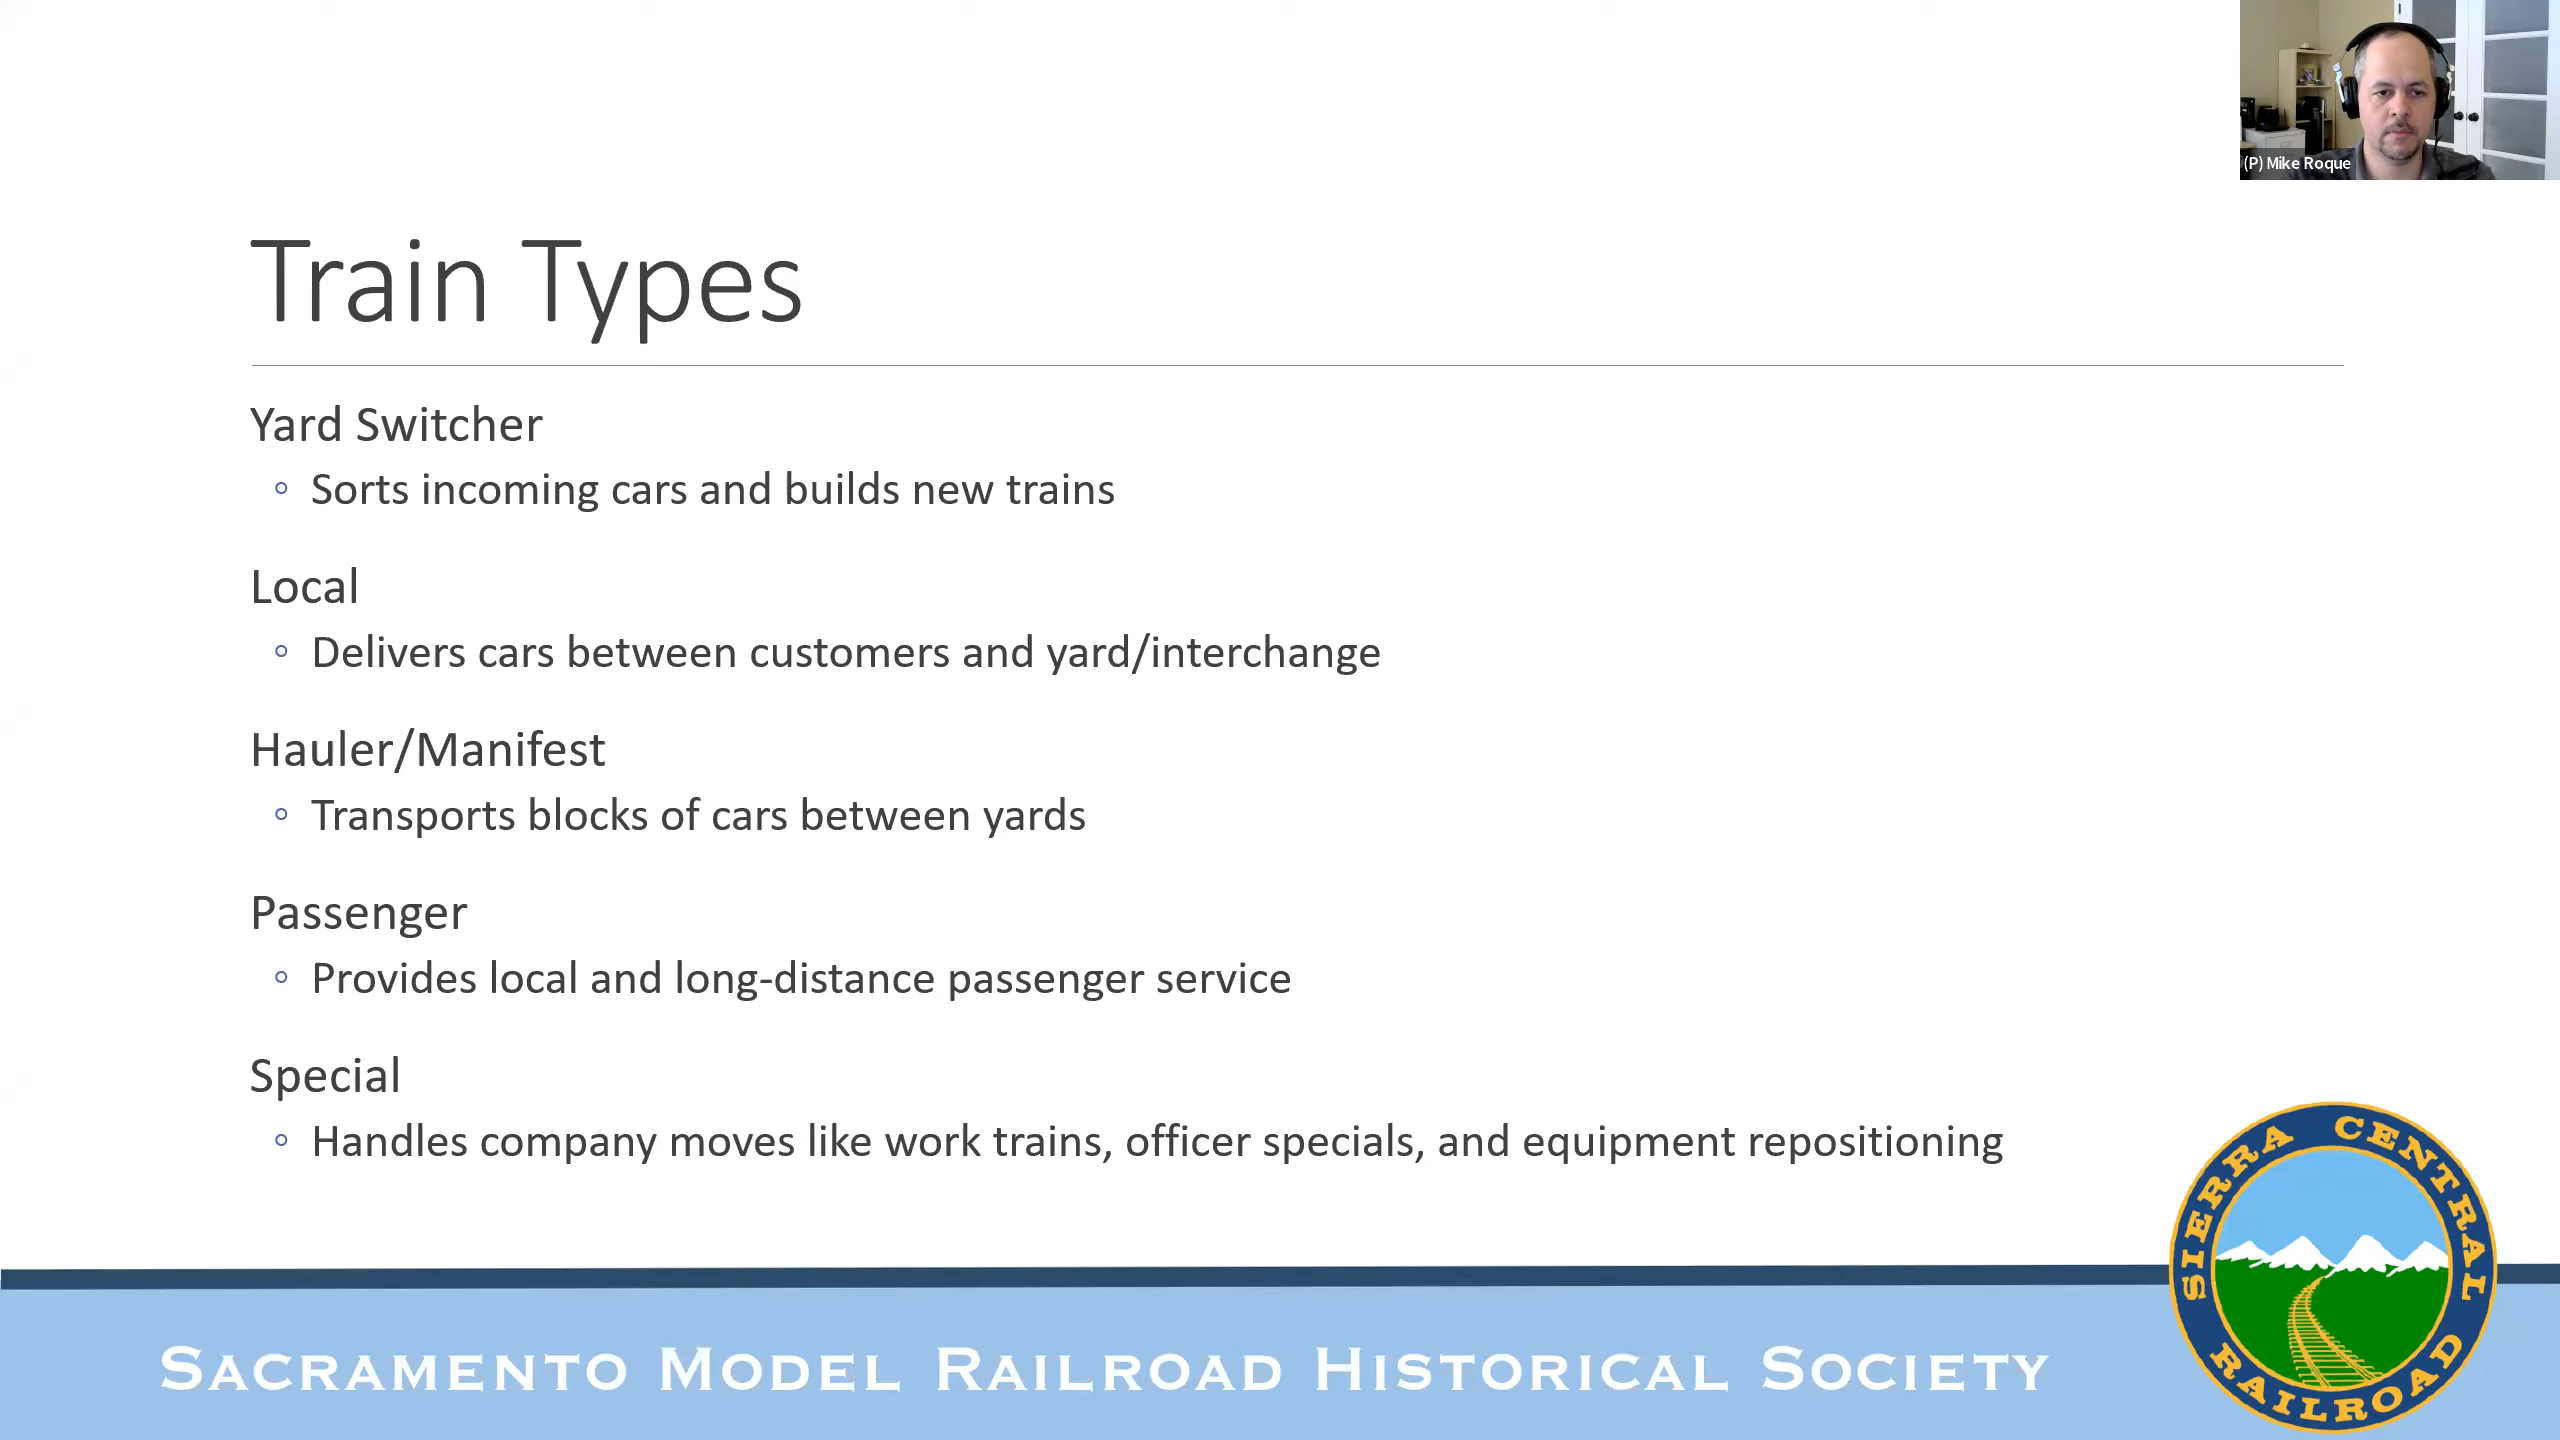 (P) Mike Roque
Train Types
Yard Switcher
◦ Sorts incoming cars and builds new trains
Local
◦ Delivers cars between customers and yard/interchange
Hauler/Manifest
◦ Transports blocks of cars between yards
Passenger
◦ Provides local and long-distance passenger service
Special
◦ Handles company moves like work trains, officer specials, and equipment repositioning
SIERRA CENTRAL
RAILROAD
SACRAMENTO MODEL RAILROAD HISTORICAL SOCIETY